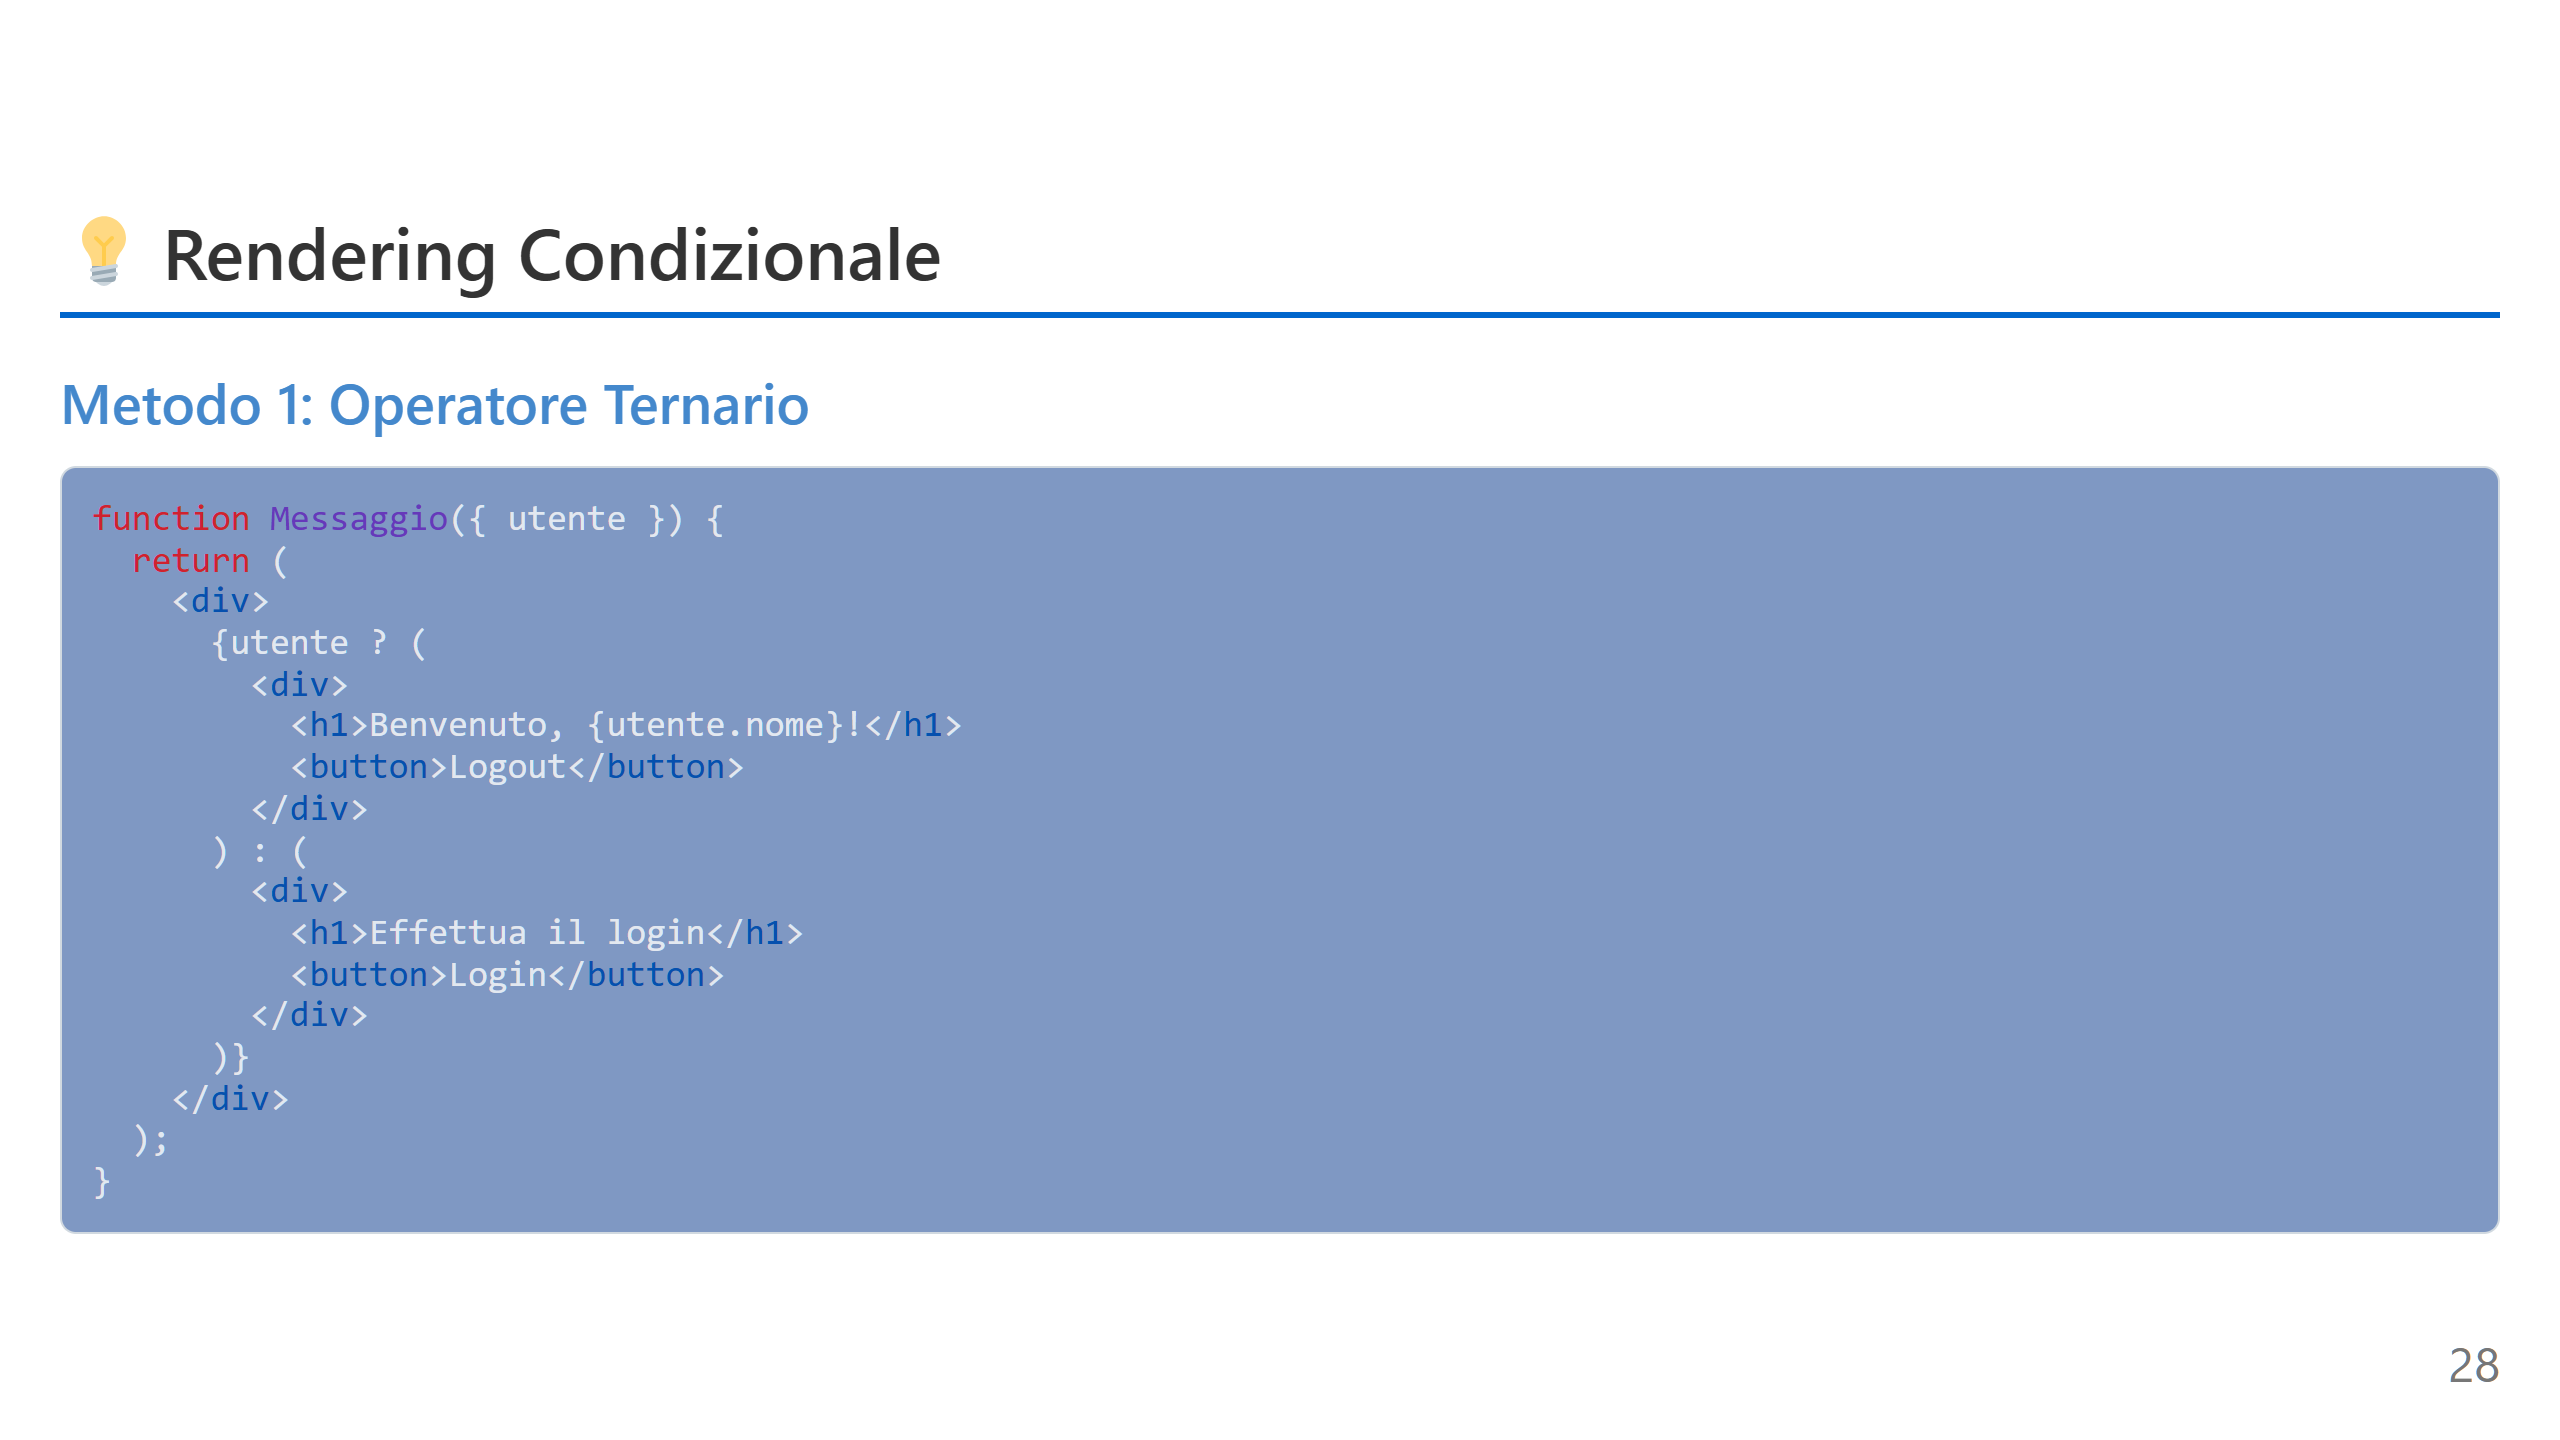 💡 Rendering Condizionale
Metodo 1: Operatore Ternario
function Messaggio({ utente }) {
  return (
    <div>
      {utente ? (
        <div>
          <h1>Benvenuto, {utente.nome}!</h1>
          <button>Logout</button>
        </div>
      ) : (
        <div>
          <h1>Effettua il login</h1>
          <button>Login</button>
        </div>
      )}
    </div>
  );
}
28